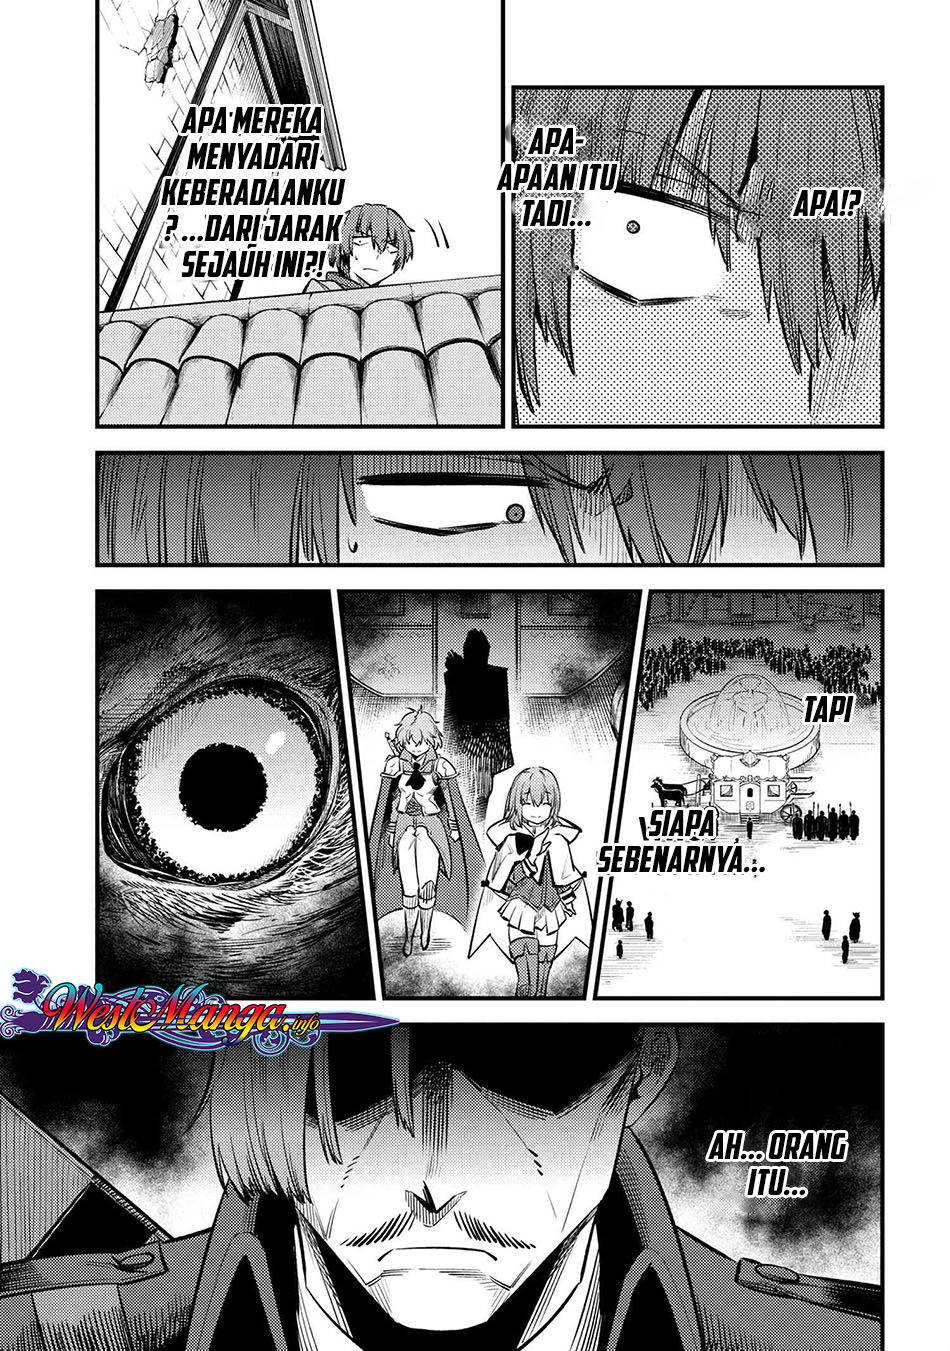 APA!?
APA-
APAAN ITU
TADI...
APA MEREKA
MENYADARI
KEBERADAANKU
? ...DARI JARAK
SEJAUH INI?!
TAPI
SIAPA
SEBENARNYA...
AH... ORANG
ITU...
WestManga.info